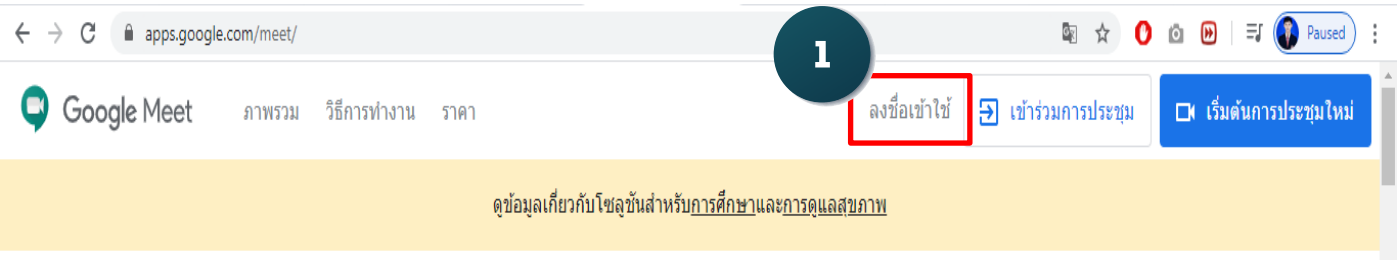 apps.google.com/meet/
Paused
1
Google Meet ภาพรวม วิธีการทำงาน ราคา ลงชื่อเข้าใช้ เข้าร่วมการประชุม เริ่มต้นการประชุมใหม่
ดูข้อมูลเกี่ยวกับโซลูชันสำหรับการศึกษาและการดูแลสุขภาพ